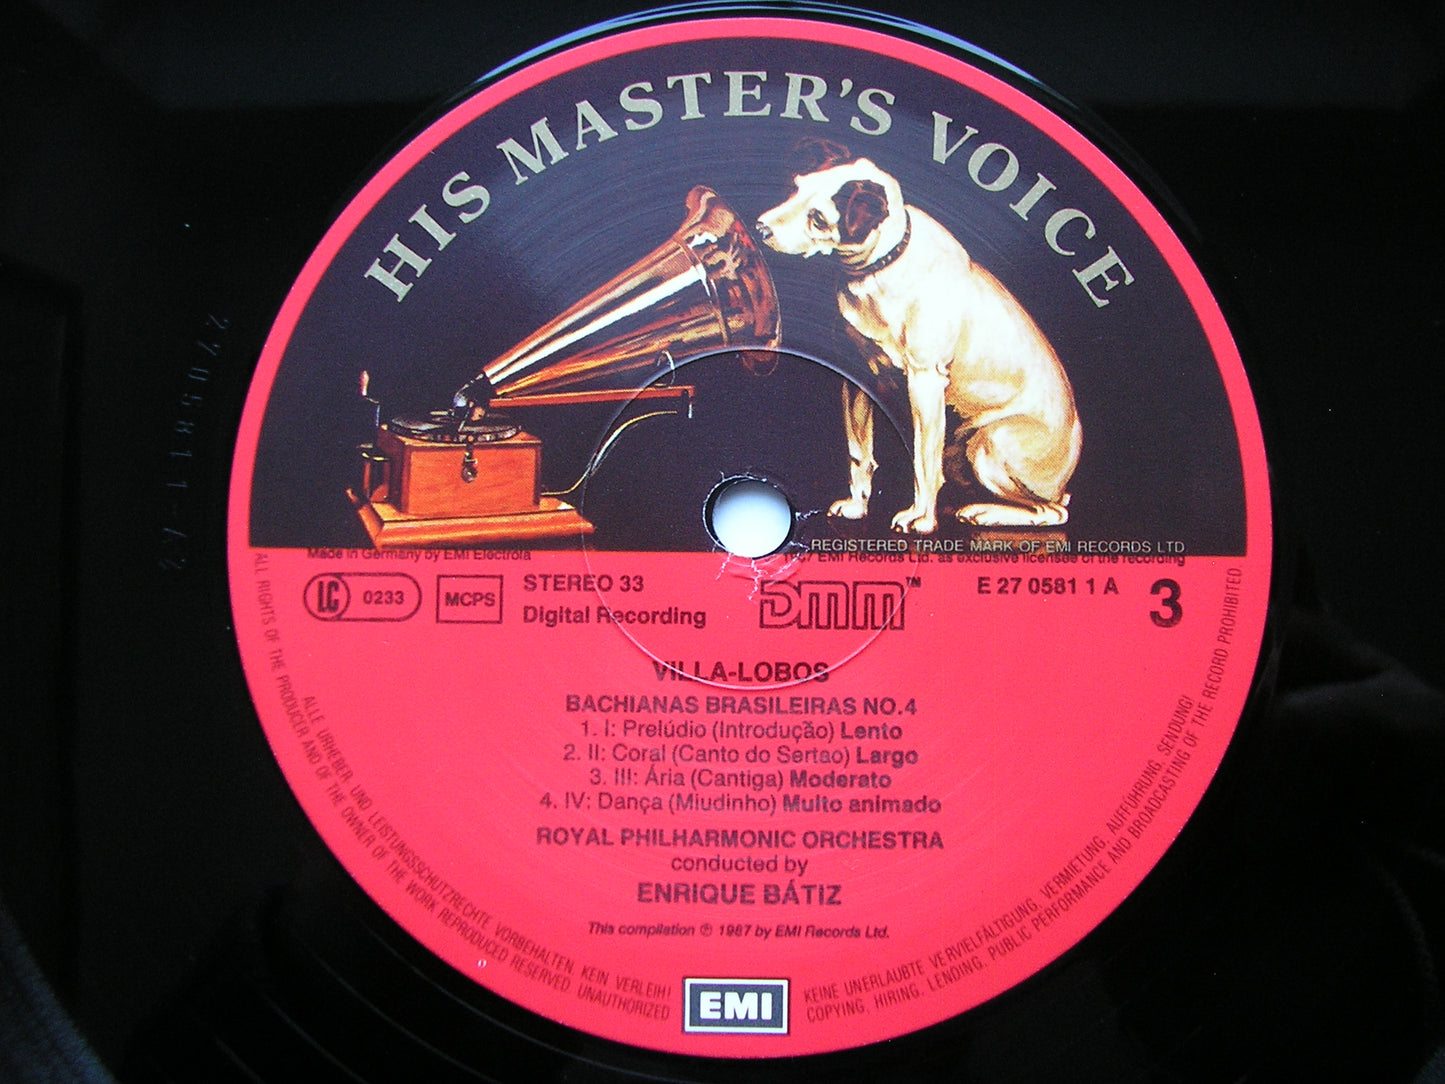 HIS MASTER'S VOICE
REGISTERED TRADE MARK OF EMI RECORDS LTD
Made in Germany by EMI Electrola
EMI Records Ltd. as exclusive licensees of the recording
LC 0233
MCPS
STEREO 33
Digital Recording
DMM™
E 27 0581 1 A
3
VILLA-LOBOS
BACHIANAS BRASILEIRAS NO.4
1. I: Prelúdio (Introdução) Lento
2. II: Coral (Canto do Sertao) Largo
3. III: Ária (Cantiga) Moderato
4. IV: Dança (Miudinho) Muito animado
ROYAL PHILHARMONIC ORCHESTRA
conducted by
ENRIQUE BÁTIZ
This compilation ℗ 1987 by EMI Records Ltd.
EMI
ALLE URHEBER UND LEISTUNGSSCHUTZRECHTE VORBEHALTEN. KEIN VERLEIH! KEINE UNERLAUBTE VERVIELFÄLTIGUNG, VERMIETUNG, AUFFÜHRUNG, SENDUNG!
ALL RIGHTS OF THE PRODUCER AND OF THE OWNER OF THE WORK REPRODUCED RESERVED UNAUTHORIZED COPYING, HIRING, LENDING, PUBLIC PERFORMANCE AND BROADCASTING OF THE RECORD PROHIBITED.